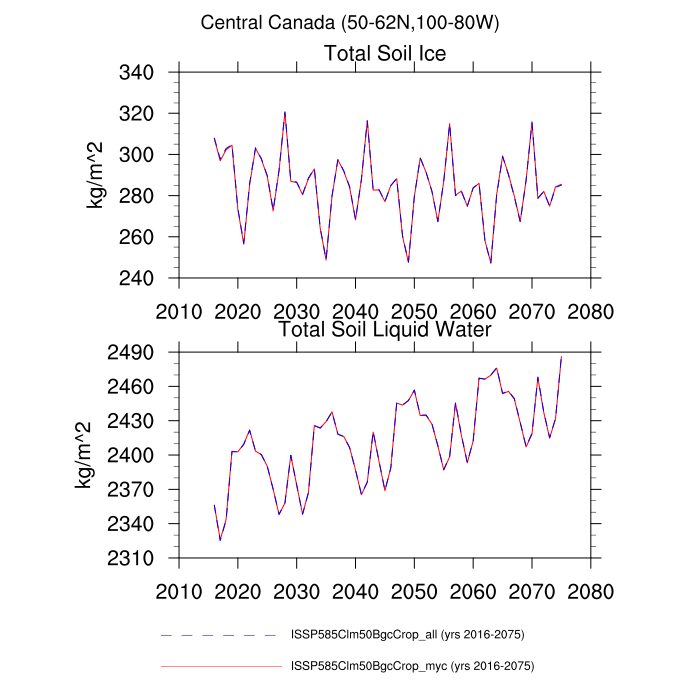 Central Canada (50-62N,100-80W)
Total Soil Ice
kg/m^2
340
320
300
280
260
240
2010 2020 2030 2040 2050 2060 2070 2080
Total Soil Liquid Water
kg/m^2
2490
2460
2430
2400
2370
2340
2310
2010 2020 2030 2040 2050 2060 2070 2080
ISSP585Clm50BgcCrop_all (yrs 2016-2075)
ISSP585Clm50BgcCrop_myc (yrs 2016-2075)